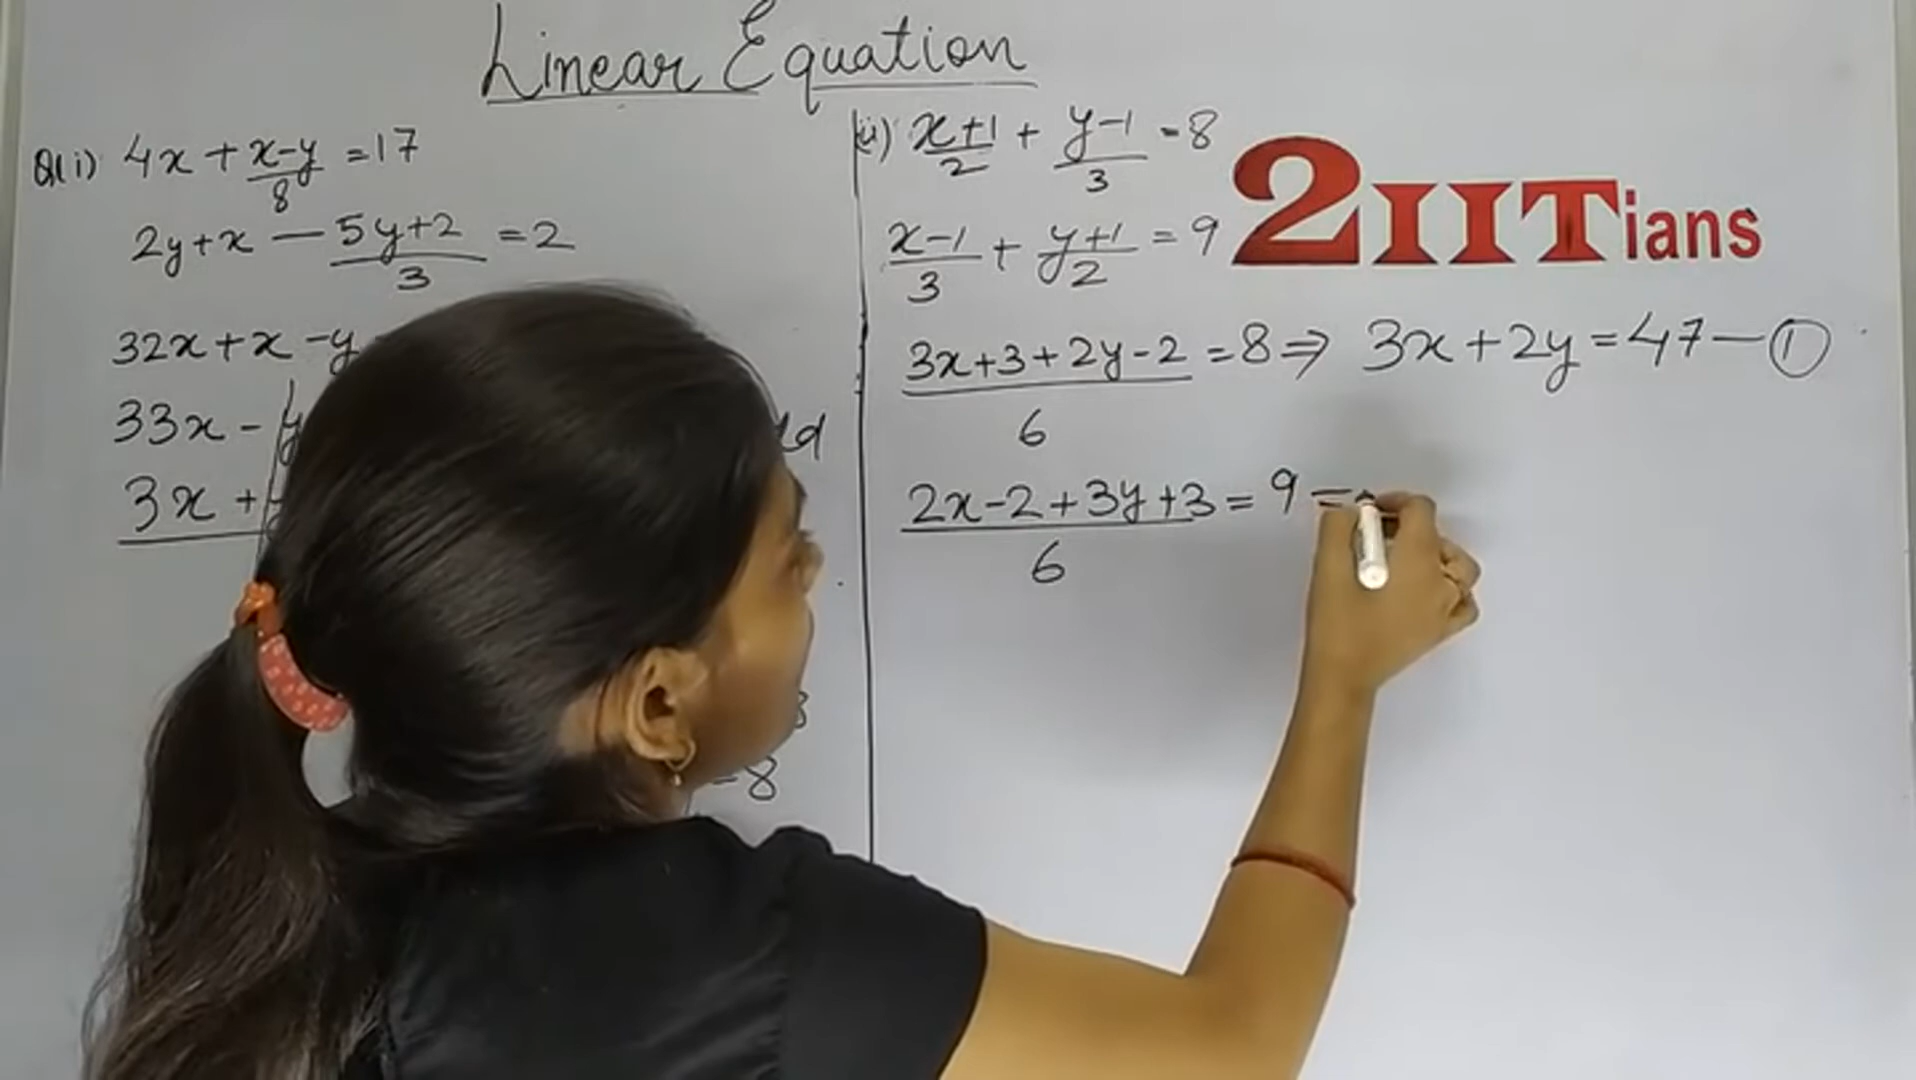 Linear Equation
Q(i) 4x + x-y/8 = 17
2y+x - 5y+2/3 = 2
32x+x-y
33x-y
3x+
=8
(ii) x+1/2 + y-1/3 = 8
x-1/3 + y+1/2 = 9
3x+3+2y-2/6 = 8 ⇒ 3x+2y=47 — ①
2x-2+3y+3/6 = 9 =
2IITians